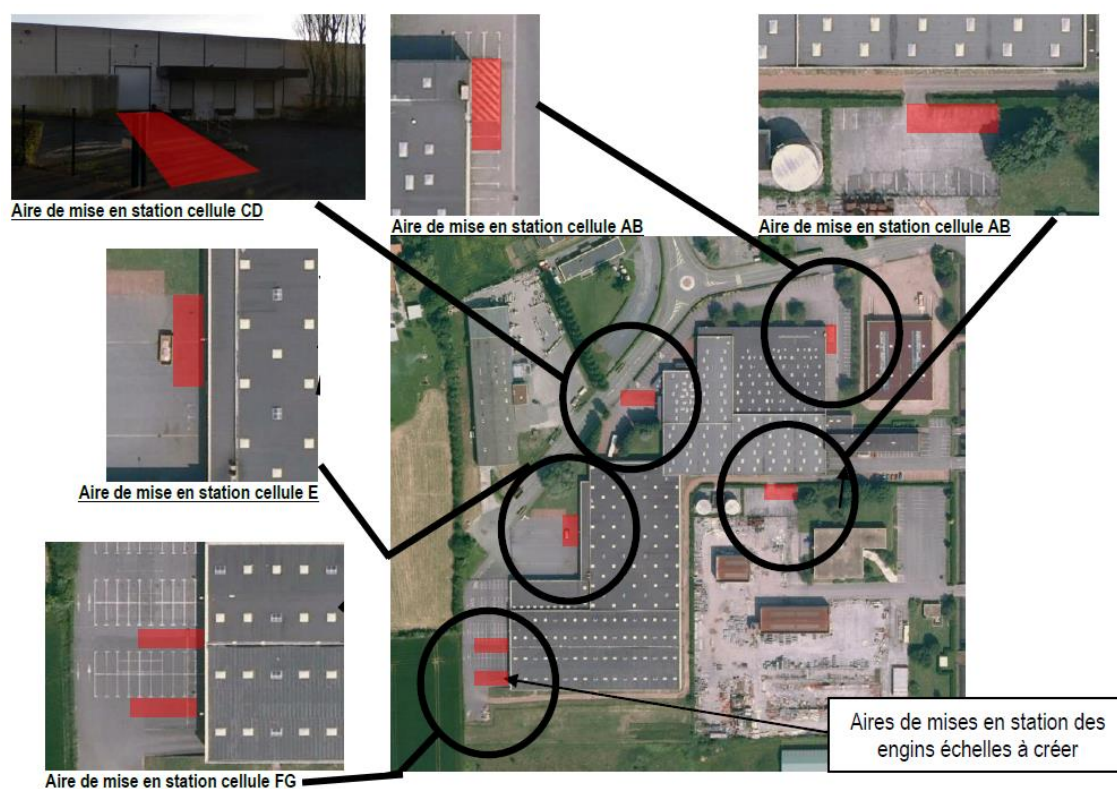 Aire de mise en station cellule CD
Aire de mise en station cellule AB
Aire de mise en station cellule AB
Aire de mise en station cellule E
Aire de mise en station cellule FG
Aires de mises en station des
engins échelles à créer